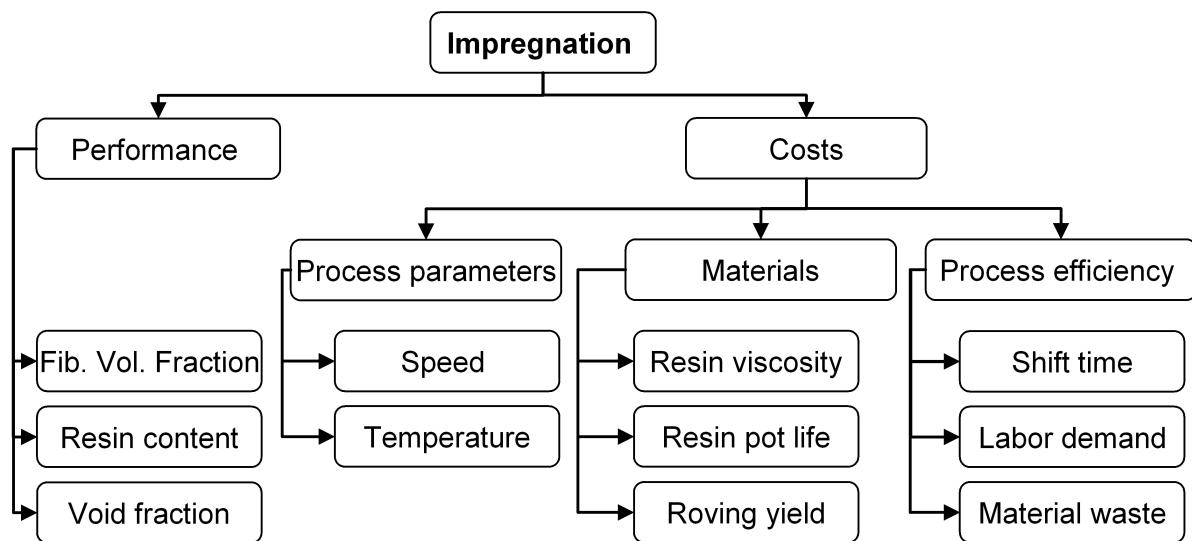 Impregnation
Performance
Costs
Process parameters
Materials
Process efficiency
Fib. Vol. Fraction
Speed
Resin viscosity
Shift time
Resin content
Temperature
Resin pot life
Labor demand
Void fraction
Roving yield
Material waste